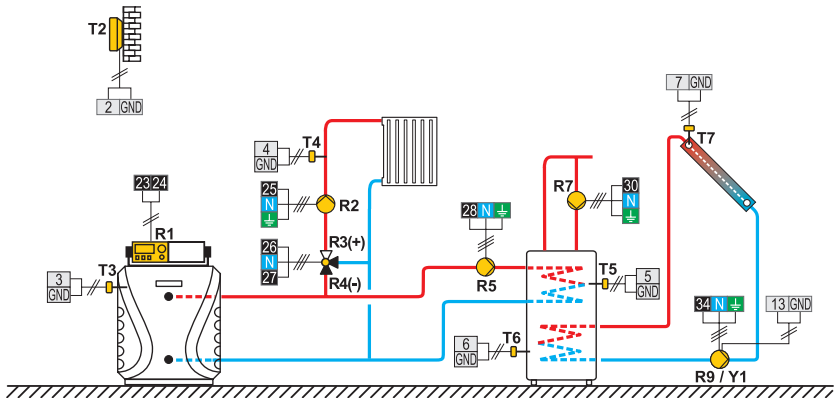 T2
2 GND
7 GND
T7
4
GND
T4
23 24
R1
25
N
R2
R3(+)
26
N
27
R4(-)
3
GND
T3
28 N
R5
R7
30
N
T5
5
GND
T6
6
GND
34 N
13 GND
R9 / Y1